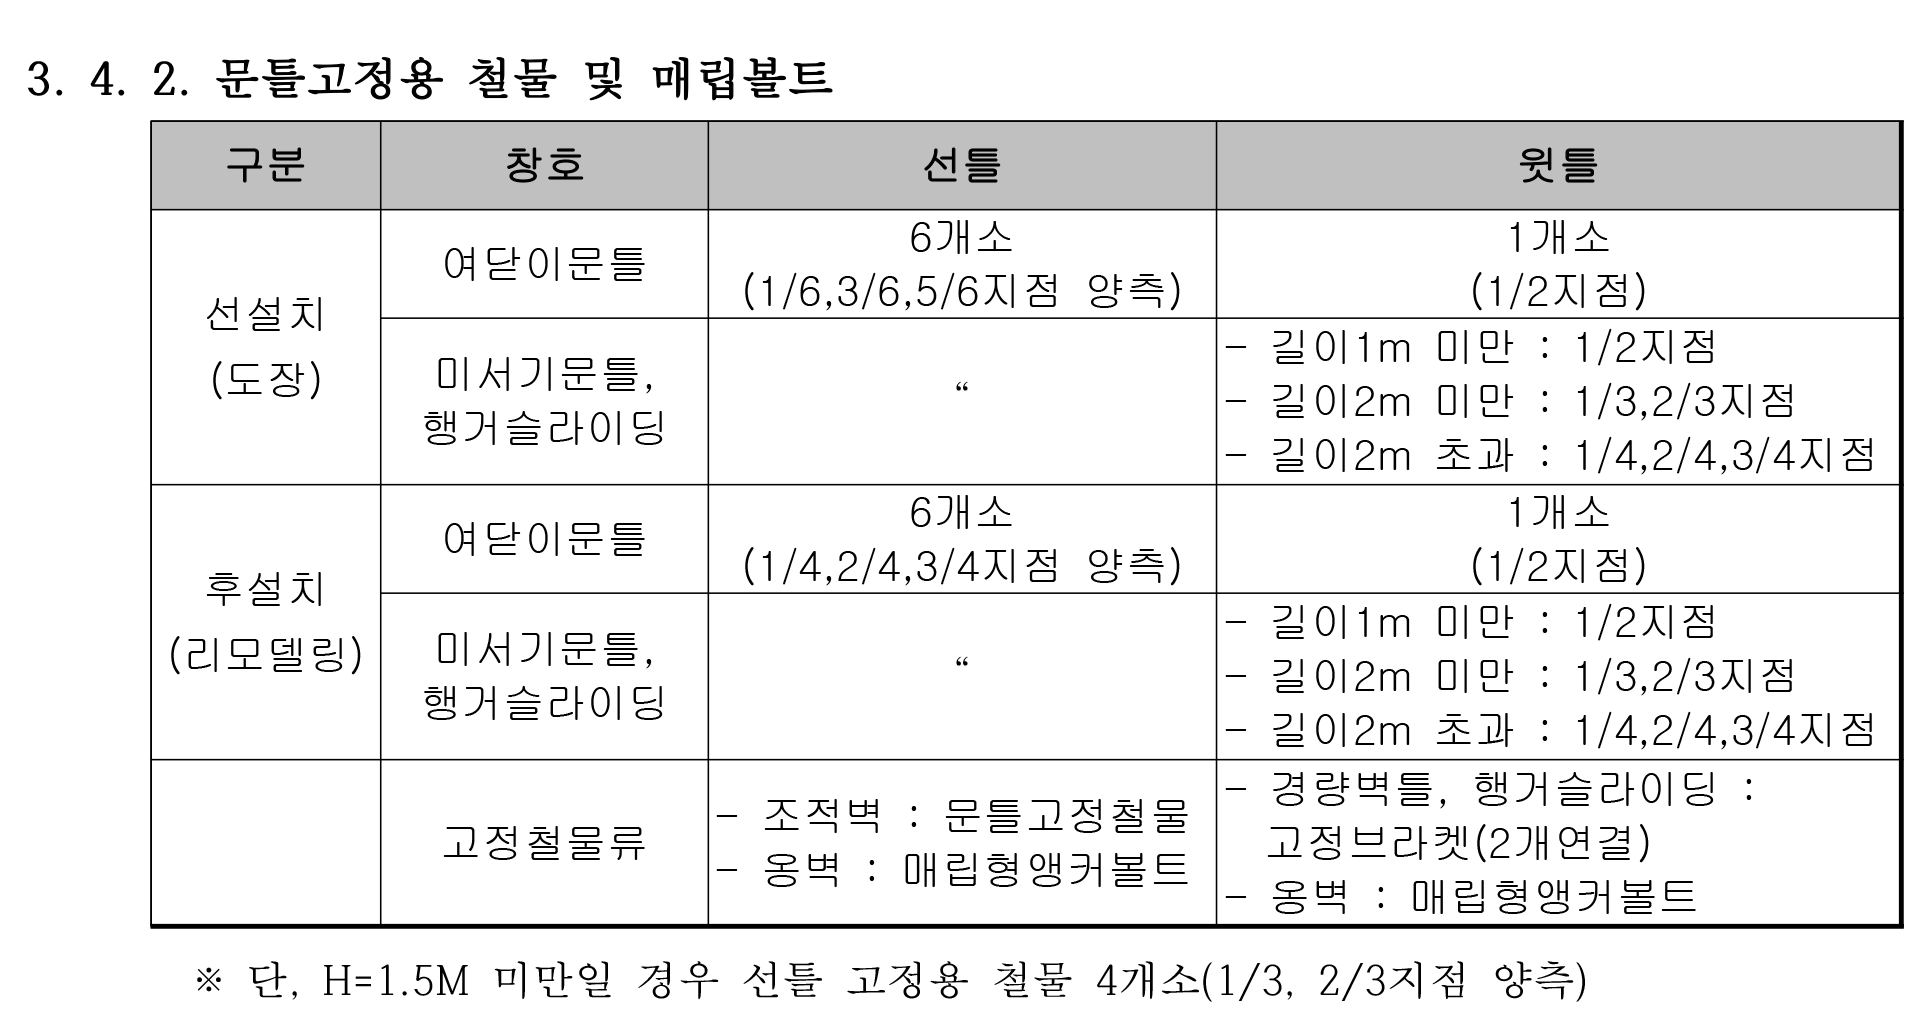 3. 4. 2. 문틀고정용 철물 및 매립볼트
구분 창호 선틀 윗틀
선설치
(도장)
여닫이문틀
6개소
(1/6,3/6,5/6지점 양측)
1개소
(1/2지점)
미서기문틀,
행거슬라이딩
“
- 길이1m 미만 : 1/2지점
- 길이2m 미만 : 1/3,2/3지점
- 길이2m 초과 : 1/4,2/4,3/4지점
후설치
(리모델링)
여닫이문틀
6개소
(1/4,2/4,3/4지점 양측)
1개소
(1/2지점)
미서기문틀,
행거슬라이딩
“
- 길이1m 미만 : 1/2지점
- 길이2m 미만 : 1/3,2/3지점
- 길이2m 초과 : 1/4,2/4,3/4지점
고정철물류
- 조적벽 : 문틀고정철물
- 옹벽 : 매립형앵커볼트
- 경량벽틀, 행거슬라이딩 :
고정브라켓(2개연결)
- 옹벽 : 매립형앵커볼트
※ 단, H=1.5M 미만일 경우 선틀 고정용 철물 4개소(1/3, 2/3지점 양측)